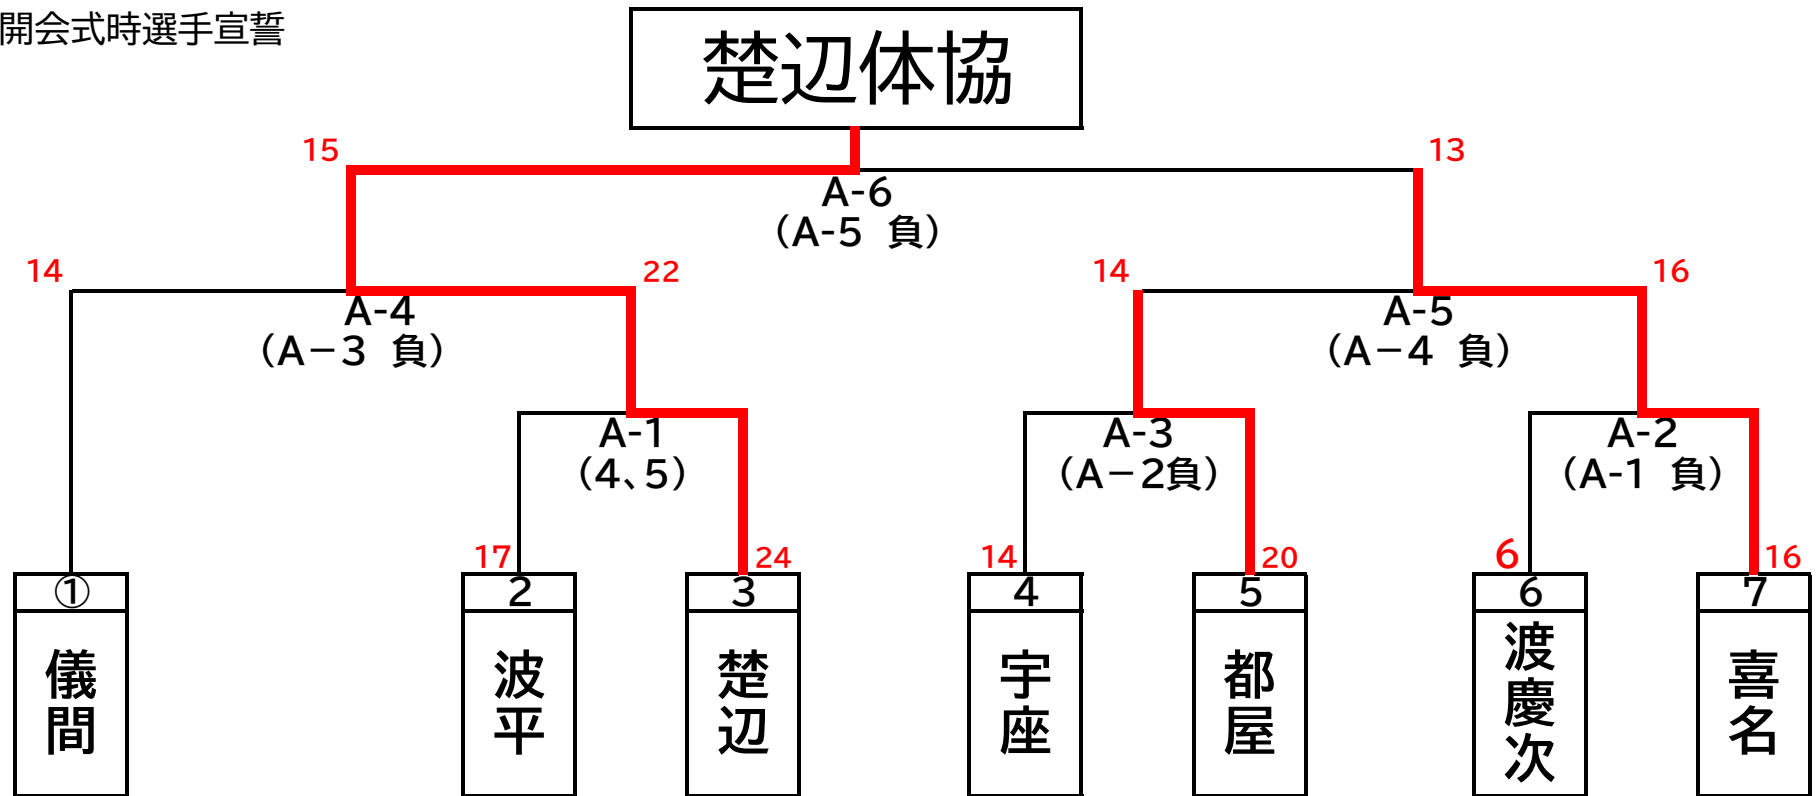 開会式時選手宣誓
楚辺体協
15
13
A-6
（A-5 負）
14
22
14
16
A-4
（A－3 負）
A-5
（A－4 負）
A-1
（4、5）
A-3
（A－2負）
A-2
（A-1 負）
17
24
14
20
6
16
①
2
3
4
5
6
7
儀間
波平
楚辺
宇座
都屋
渡慶次
喜名